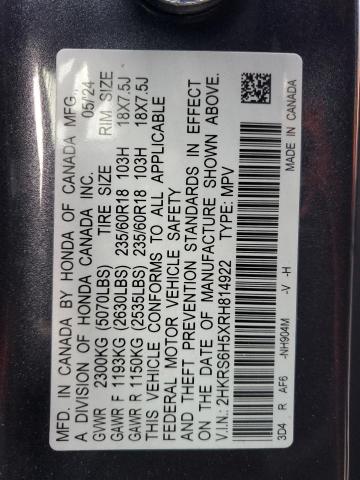 MFD. IN CANADA BY HONDA OF CANADA MFG.,
A DIVISION OF HONDA CANADA INC. 05/24
TIRE SIZE RIM SIZE
GVWR 2300KG (5070LBS)
GAWR F 1193KG (2630LBS) 235/60R18 103H 18X7.5J
GAWR R 1150KG (2535LBS) 235/60R18 103H 18X7.5J
THIS VEHICLE CONFORMS TO ALL APPLICABLE
FEDERAL MOTOR VEHICLE SAFETY
AND THEFT PREVENTION STANDARDS IN EFFECT
ON THE DATE OF MANUFACTURE SHOWN ABOVE.
V.I.N.: 2HKRS6H5XRH814922 TYPE: MPV
3D4 R AF6 -NH904M -V -H MADE IN CANADA